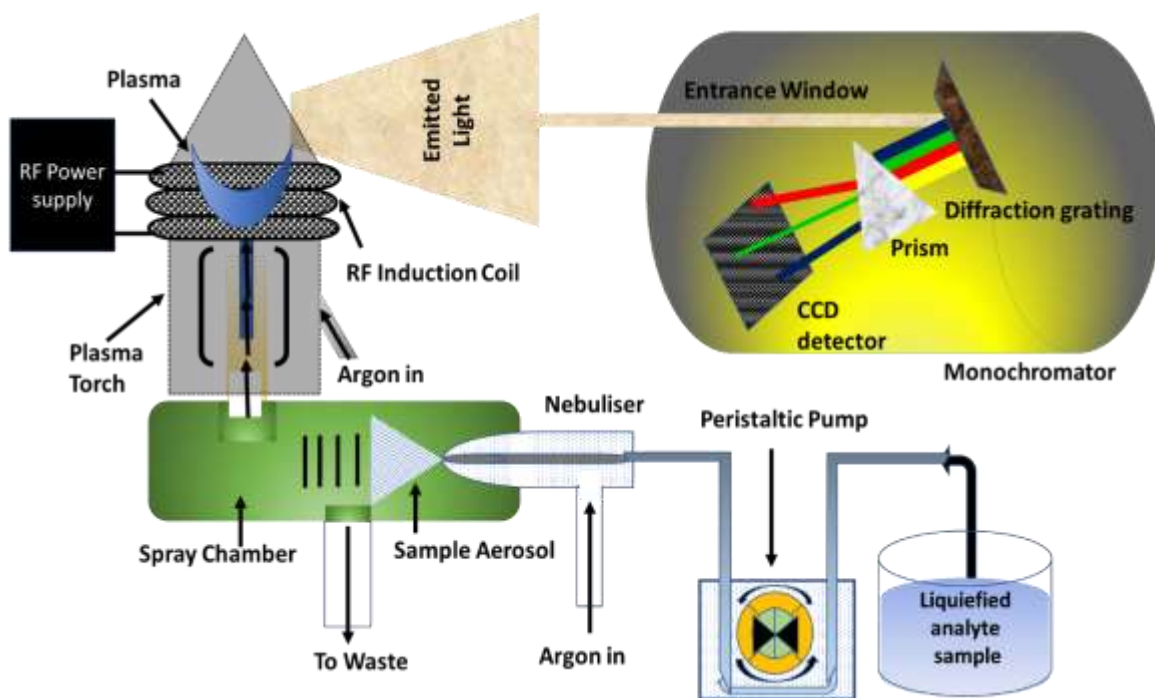 Plasma
RF Power
supply
Emitted
Light
Entrance Window
Diffraction grating
Prism
CCD
detector
Monochromator
RF Induction Coil
Plasma
Torch
Argon in
Nebuliser
Peristaltic Pump
Spray Chamber
Sample Aerosol
To Waste
Argon in
Liquefied
analyte
sample